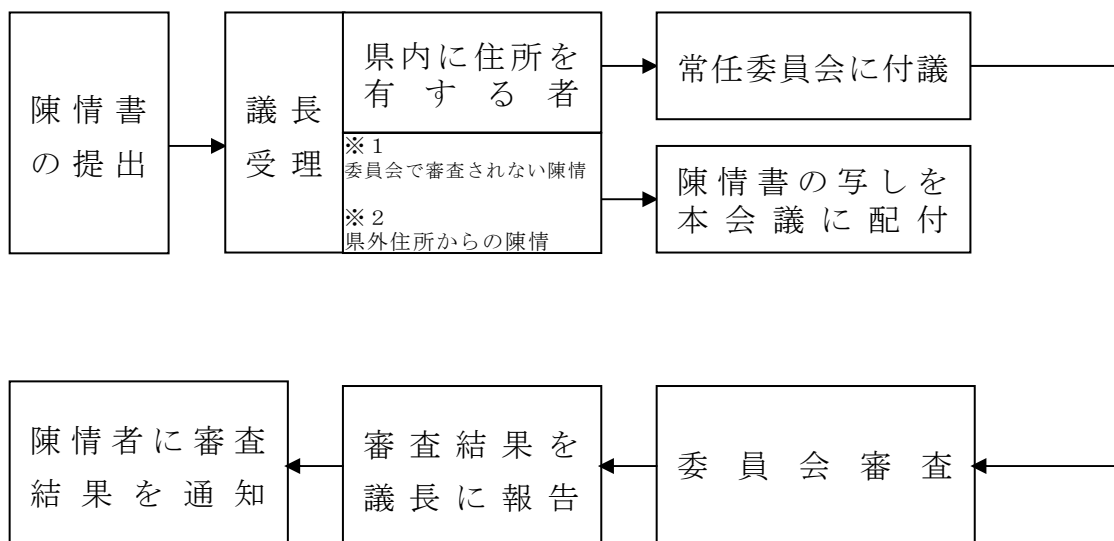 陳情書
の提出
議長
受理
県内に住所を
有する者
※１
委員会で審査されない陳情
※２
県外住所からの陳情
常任委員会に付議
陳情書の写しを
本会議に配付
陳情者に審査
結果を通知
審査結果を
議長に報告
委員会審査